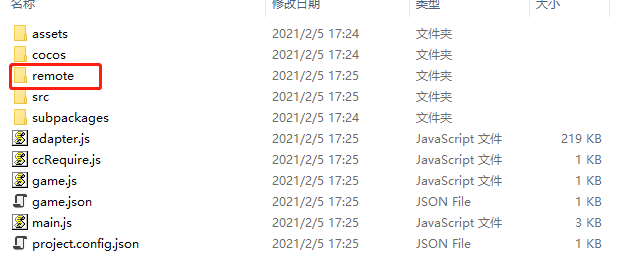 名称 修改日期 类型 大小
assets 2021/2/5 17:24 文件夹
cocos 2021/2/5 17:24 文件夹
remote 2021/2/5 17:25 文件夹
src 2021/2/5 17:25 文件夹
subpackages 2021/2/5 17:24 文件夹
adapter.js 2021/2/5 17:25 JavaScript 文件 219 KB
ccRequire.js 2021/2/5 17:25 JavaScript 文件 1 KB
game.js 2021/2/5 17:25 JavaScript 文件 1 KB
game.json 2021/2/5 17:25 JSON File 1 KB
main.js 2021/2/5 17:25 JavaScript 文件 3 KB
project.config.json 2021/2/5 17:25 JSON File 1 KB